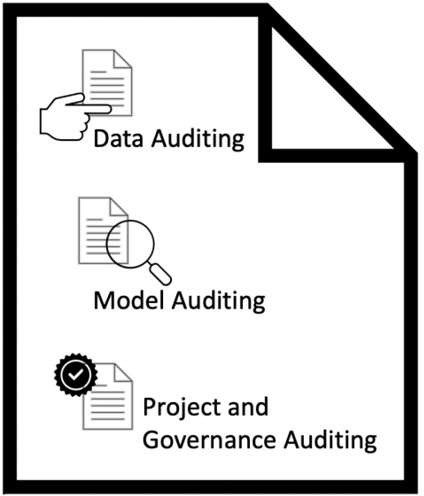 Data Auditing
Model Auditing
Project and
Governance Auditing